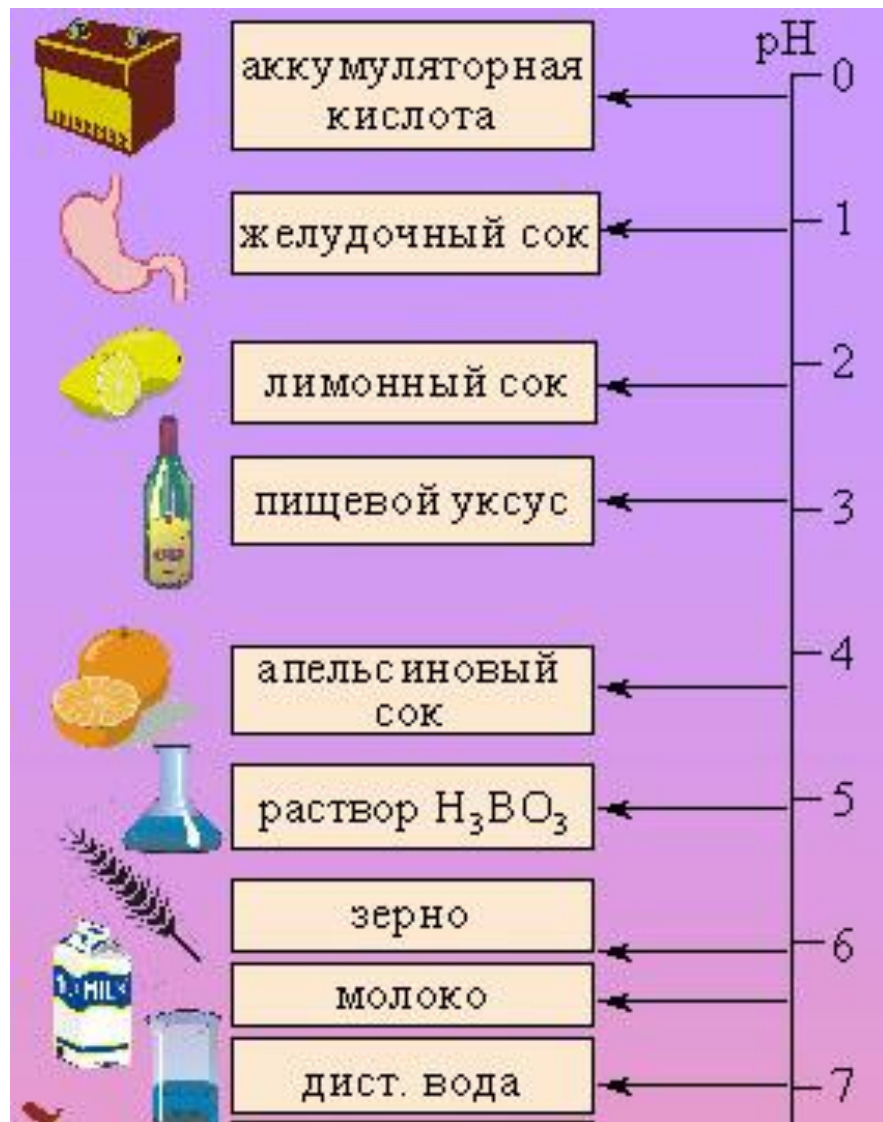 pH
0
аккумуляторная
кислота
1
желудочный сок
2
лимонный сок
3
пищевой уксус
4
апельсиновый
сок
5
раствор H₃BO₃
6
зерно
MILK
молоко
7
дист. вода